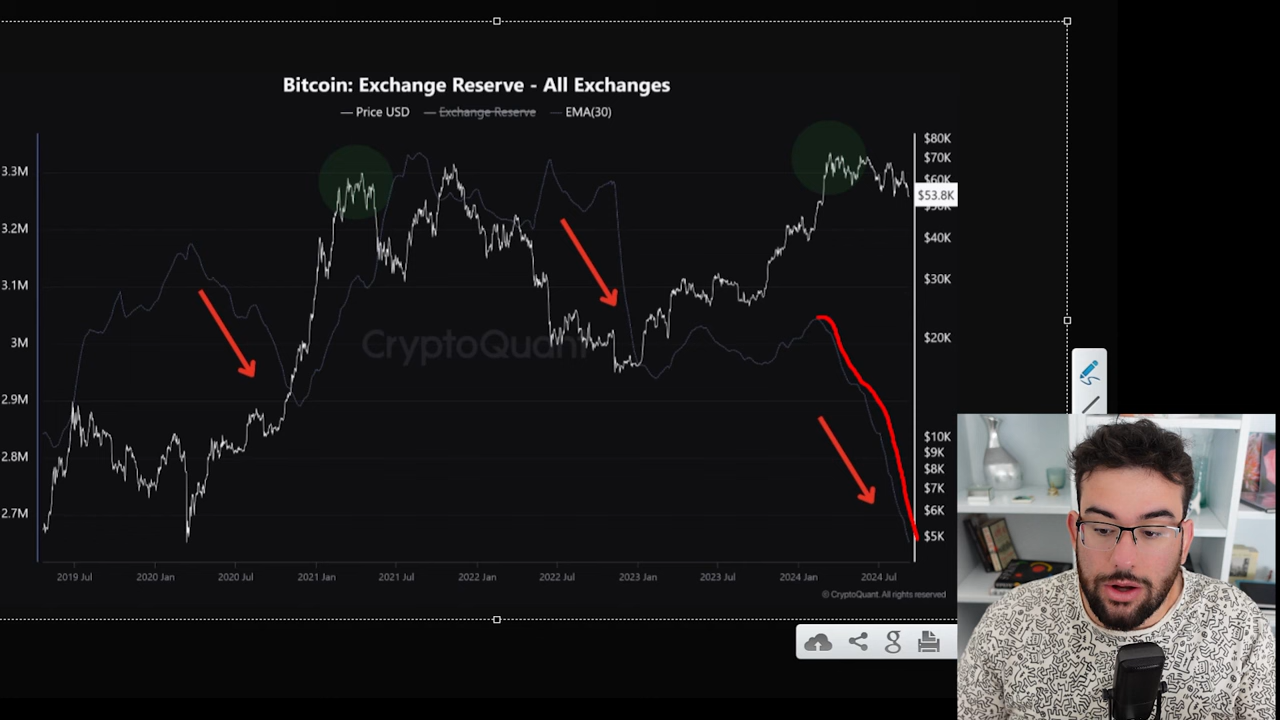 Bitcoin: Exchange Reserve - All Exchanges
— Price USD — Exchange Reserve — EMA(30)
3.3M
3.2M
3.1M
3M
2.9M
2.8M
2.7M
$80K
$70K
$60K
$53.8K
$40K
$30K
$20K
$10K
$9K
$8K
$7K
$6K
$5K
CryptoQuant
2019 Jul 2020 Jan 2020 Jul 2021 Jan 2021 Jul 2022 Jan 2022 Jul 2023 Jan 2023 Jul 2024 Jan 2024 Jul
© CryptoQuant. All rights reserved
g